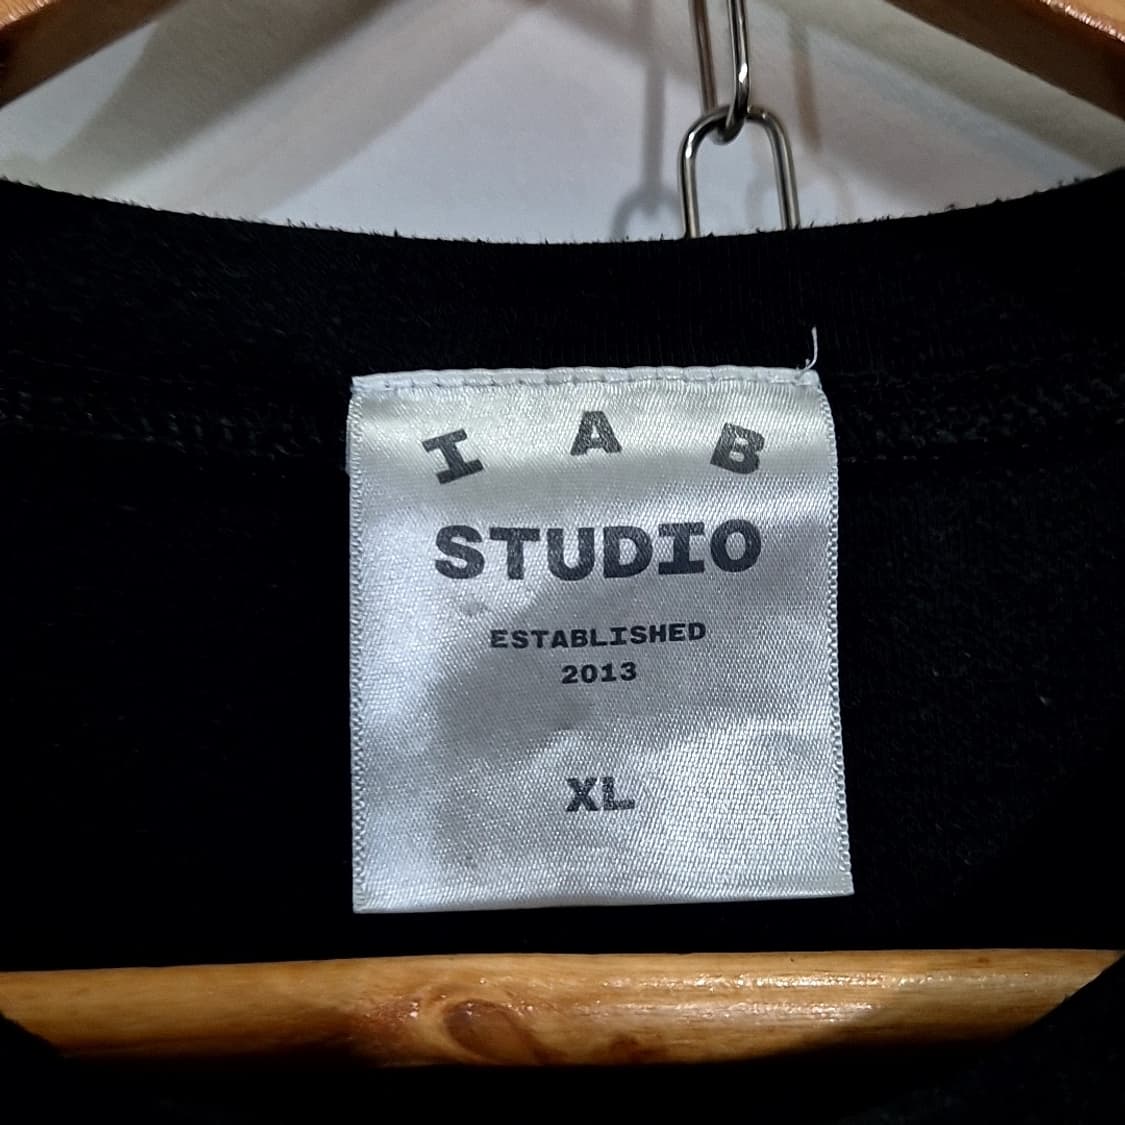 I A B
STUDIO
ESTABLISHED
2013
XL